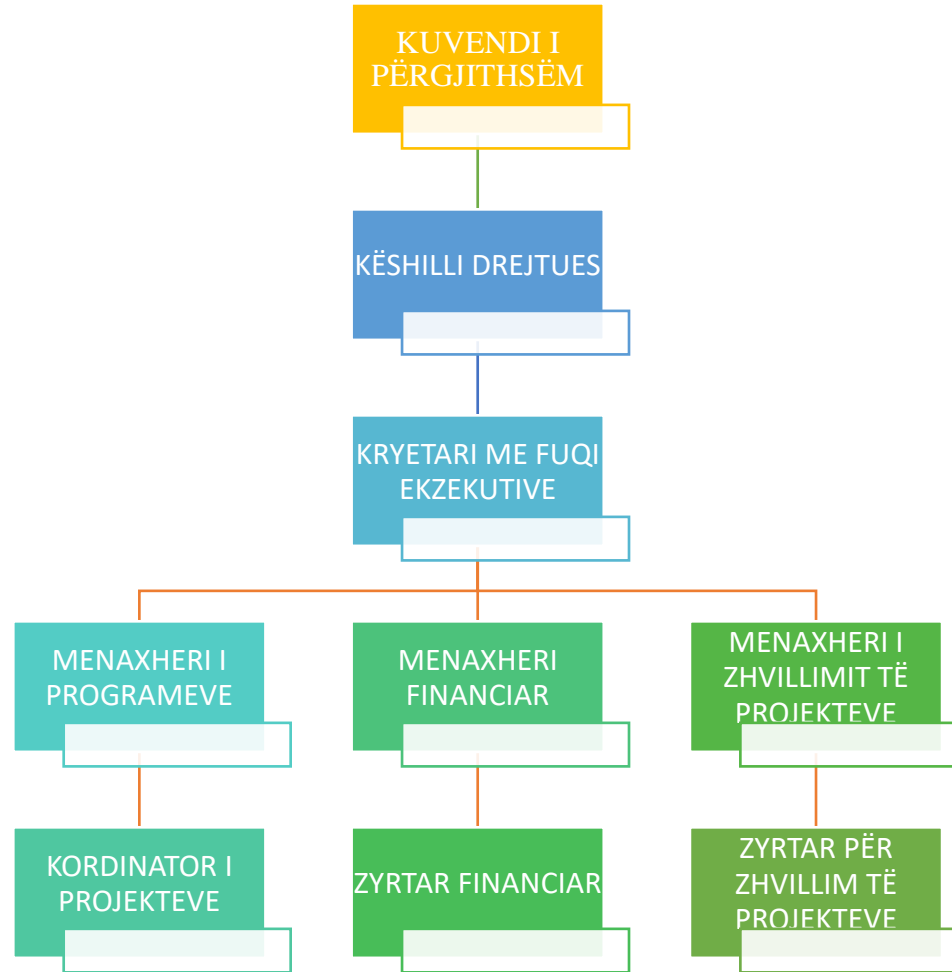 KUVENDI I
PËRGJITHSËM
KËSHILLI DREJTUES
KRYETARI ME FUQI
EKZEKUTIVE
MENAXHERI I
PROGRAMEVE
MENAXHERI
FINANCIAR
MENAXHERI I
ZHVILLIMIT TË
PROJEKTEVE
KORDINATOR I
PROJEKTEVE
ZYRTAR FINANCIAR
ZYRTAR PËR
ZHVILLIM TË
PROJEKTEVE